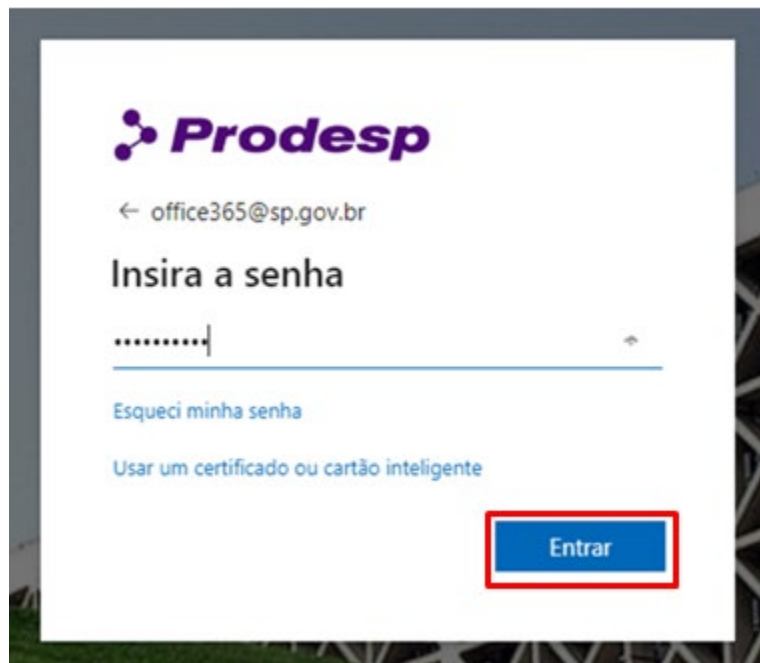 Prodesp
← office365@sp.gov.br
Insira a senha
••••••••••
Esqueci minha senha
Usar um certificado ou cartão inteligente
Entrar